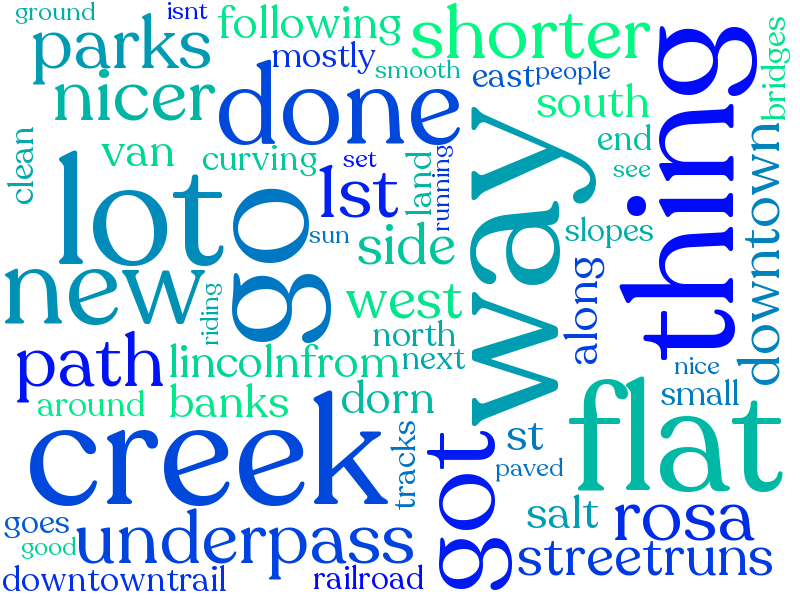 ground
isnt
following
shorter
parks
mostly
smooth
east
people
thing
bridges
nicer
done
south
end
clean
van
curving
set
land
running
way
see
downtown
loto
go
lst
sun
side
slopes
new
riding
west
along
path
lincolnfrom
north
next
nice
small
around
banks
dorn
flat
creek
tracks
got
st
paved
goes
good
underpass
salt
rosa
streetruns
downtowntrail
railroad